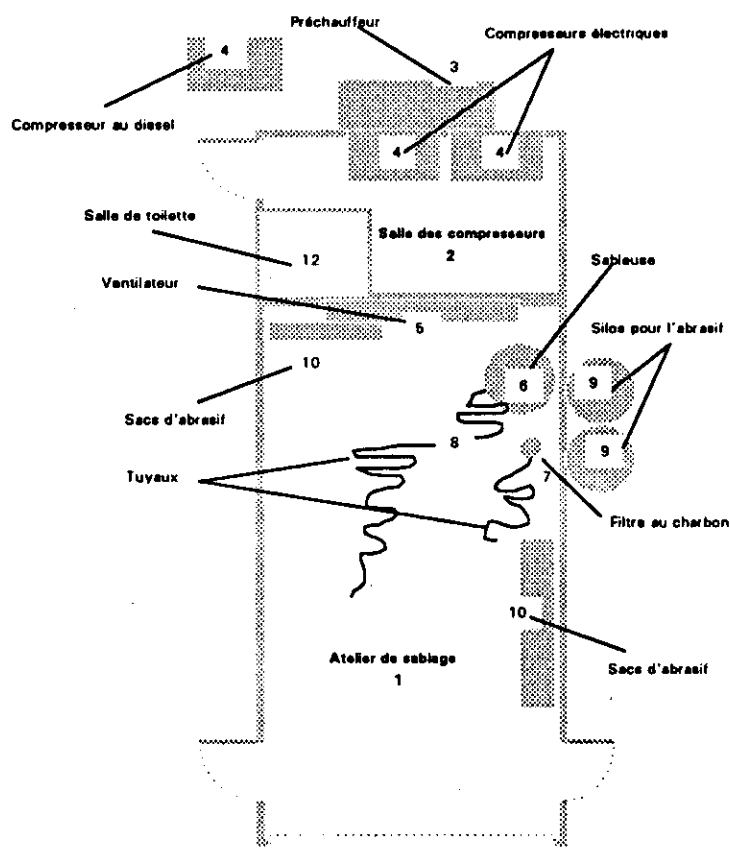 Préchauffeur
Compresseurs électriques
4
3
Compresseur au diesel
4
4
Salle de toilette
Salle des compresseurs
12
2
Sableuse
Ventilateur
5
Silos pour l'abrasif
10
6
9
Sacs d'abrasif
8
9
Tuyaux
7
Filtre au charbon
10
Atelier de sablage
Sacs d'abrasif
1